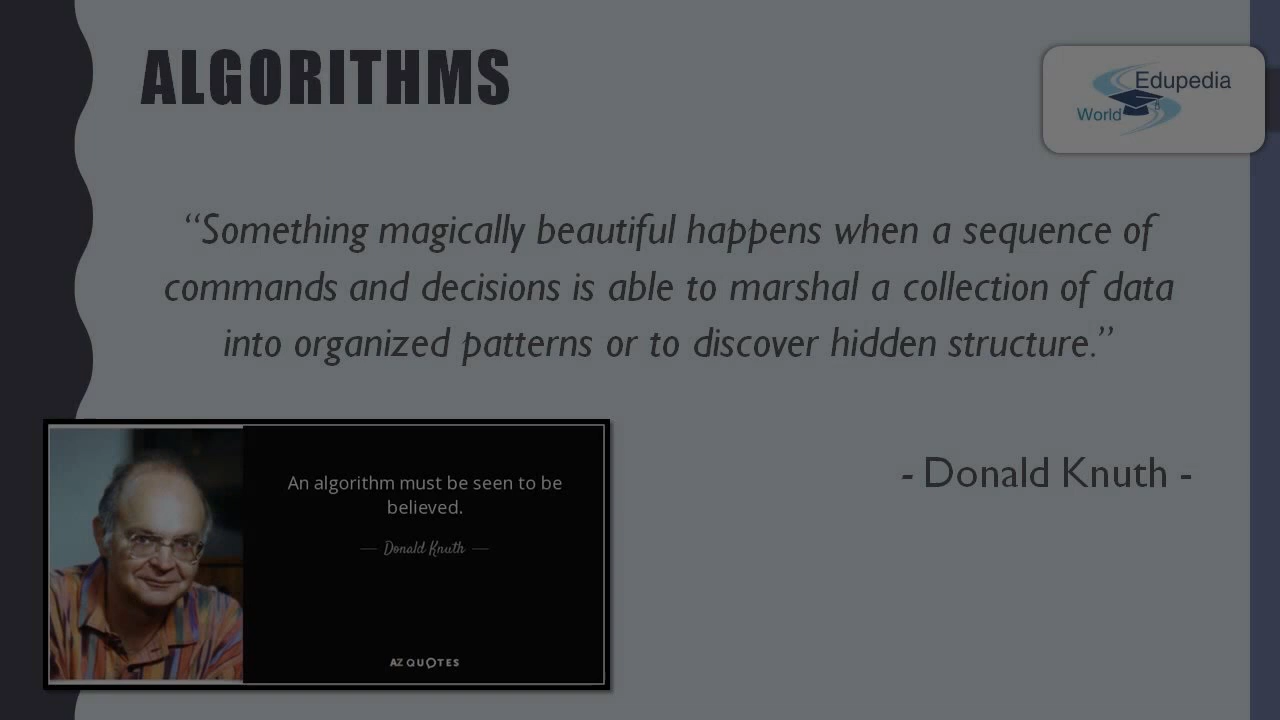 ALGORITHMS
Edupedia
World
“Something magically beautiful happens when a sequence of
commands and decisions is able to marshal a collection of data
into organized patterns or to discover hidden structure.”
- Donald Knuth -
An algorithm must be seen to be
believed.
— Donald Knuth —
AZ QUOTES